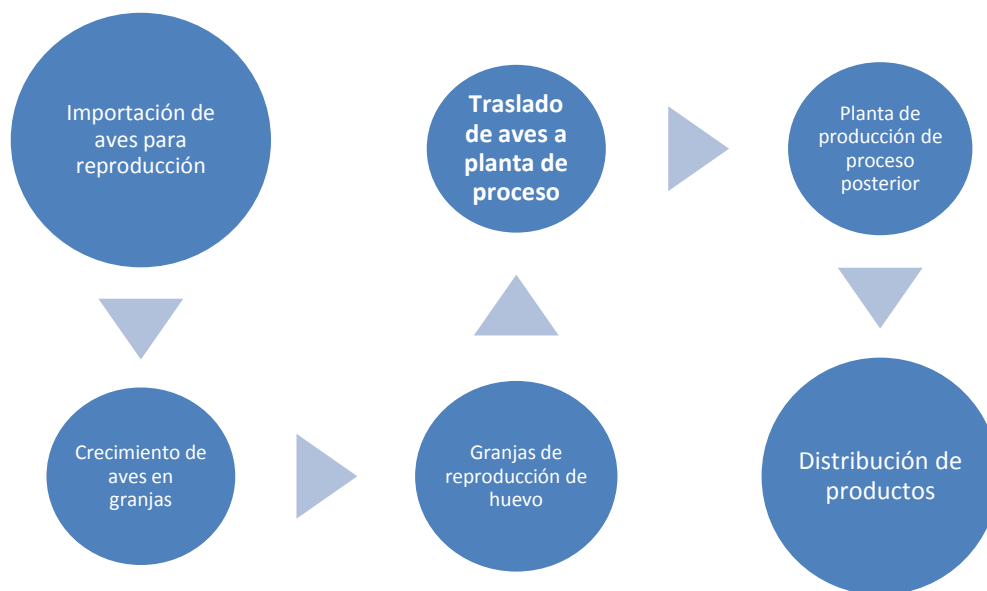 Importación de
aves para
reproducción
Crecimiento de
aves en
granjas
Granjas de
reproducción de
huevo
Traslado
de aves a
planta de
proceso
Planta de
producción de
proceso
posterior
Distribución de
productos